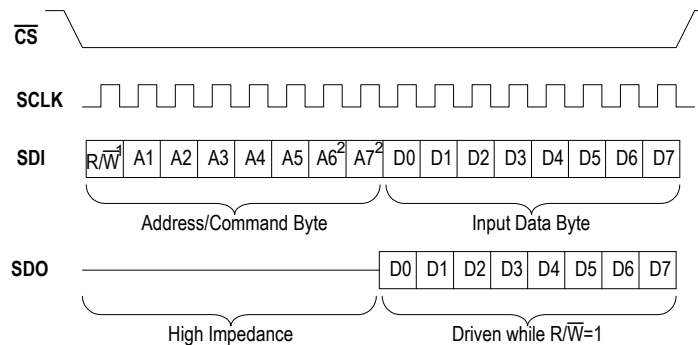 CS
SCLK
SDI R/W¹ A1 A2 A3 A4 A5 A6² A7² D0 D1 D2 D3 D4 D5 D6 D7
Address/Command Byte Input Data Byte
SDO D0 D1 D2 D3 D4 D5 D6 D7
High Impedance Driven while R/W=1